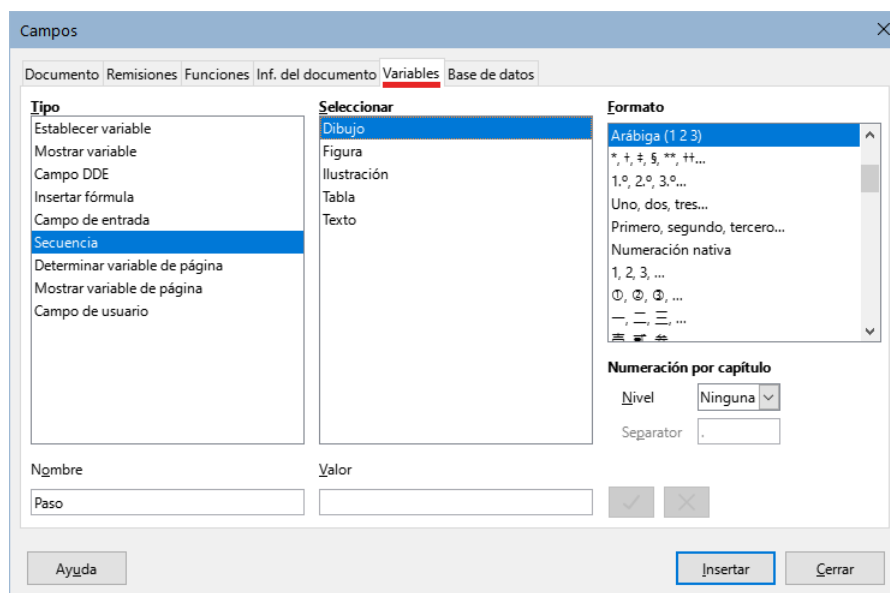 Campos
Documento Remisiones Funciones Inf. del documento Variables Base de datos
Tipo
Establecer variable
Mostrar variable
Campo DDE
Insertar fórmula
Campo de entrada
Secuencia
Determinar variable de página
Mostrar variable de página
Campo de usuario
Seleccionar
Dibujo
Figura
Ilustración
Tabla
Texto
Formato
Arábiga (1 2 3)
*, †, ‡, §, **, ††...
1.º, 2.º, 3.º...
Uno, dos, tres...
Primero, segundo, tercero...
Numeración nativa
1, 2, 3, ...
①, ②, ③, ...
一, 二, 三, ...
Numeración por capítulo
Nivel Ninguna
Separator .
Nombre
Paso
Valor
Ayuda Insertar Cerrar